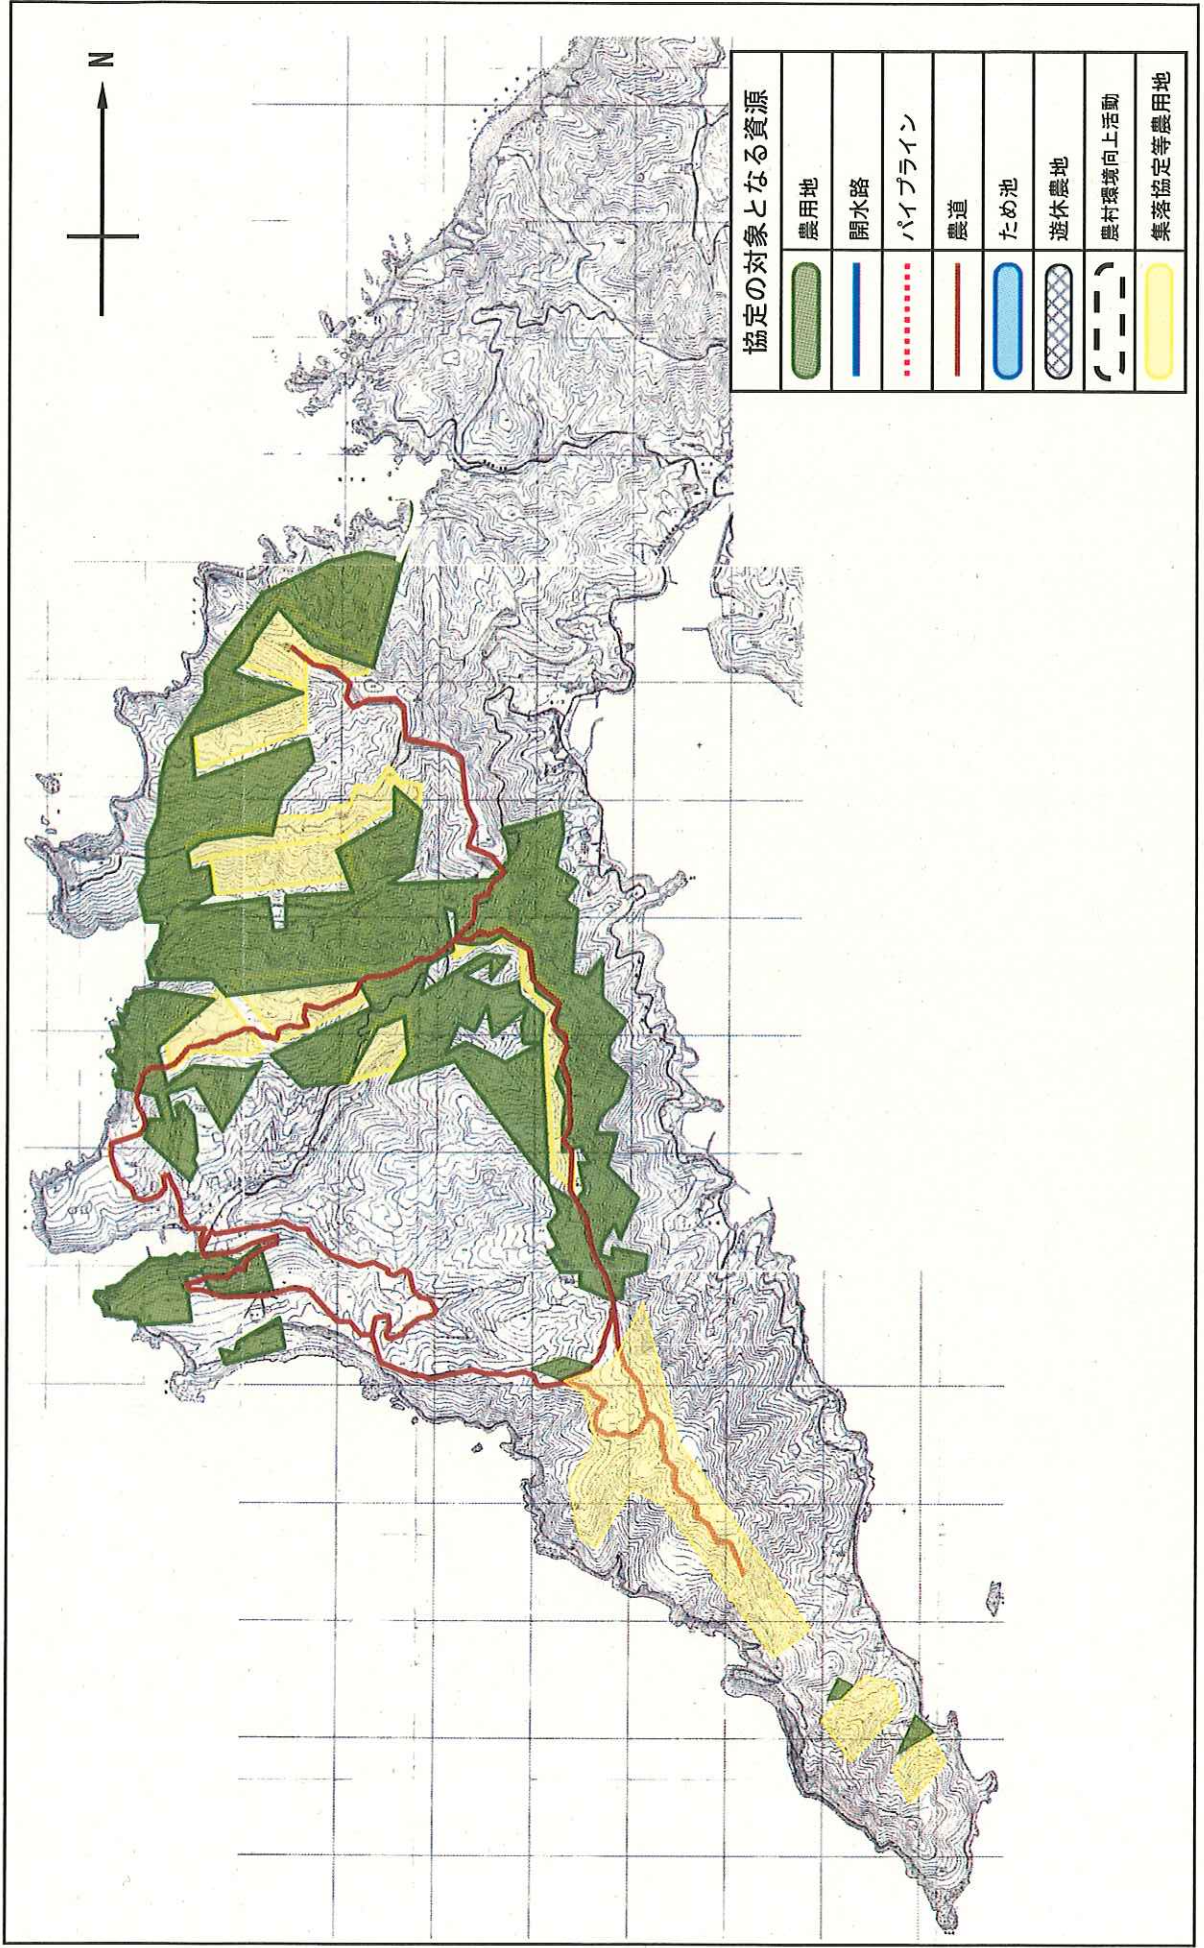 N
協定の対象となる資源
農用地
開水路
パイプライン
農道
ため池
遊休農地
農村環境向上活動
集落協定等農用地